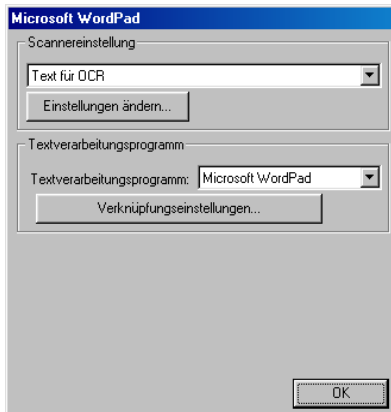 Microsoft WordPad
Scannereinstellung
Text für OCR
Einstellungen ändern...
Textverarbeitungsprogramm
Textverarbeitungsprogramm: Microsoft WordPad
Verknüpfungseinstellungen...
OK